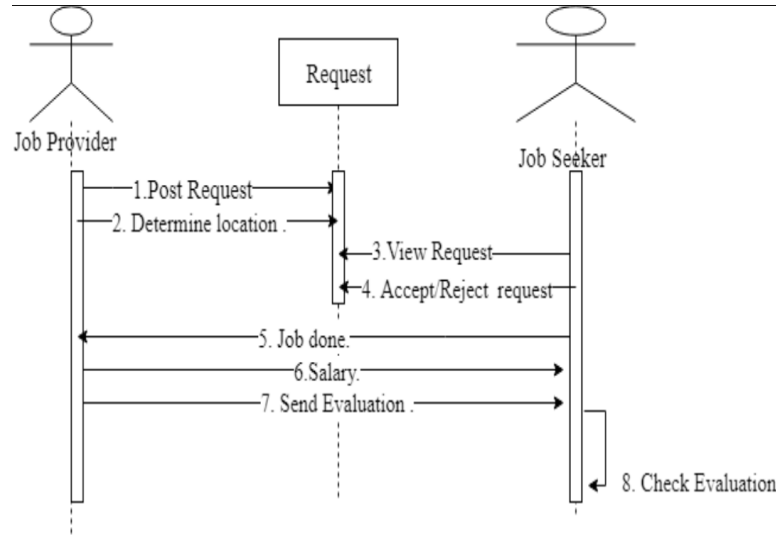 Request
Job Provider
Job Seeker
1.Post Request
2. Determine location .
3.View Request
4. Accept/Reject request
5. Job done.
6.Salary.
7. Send Evaluation .
8. Check Evaluation